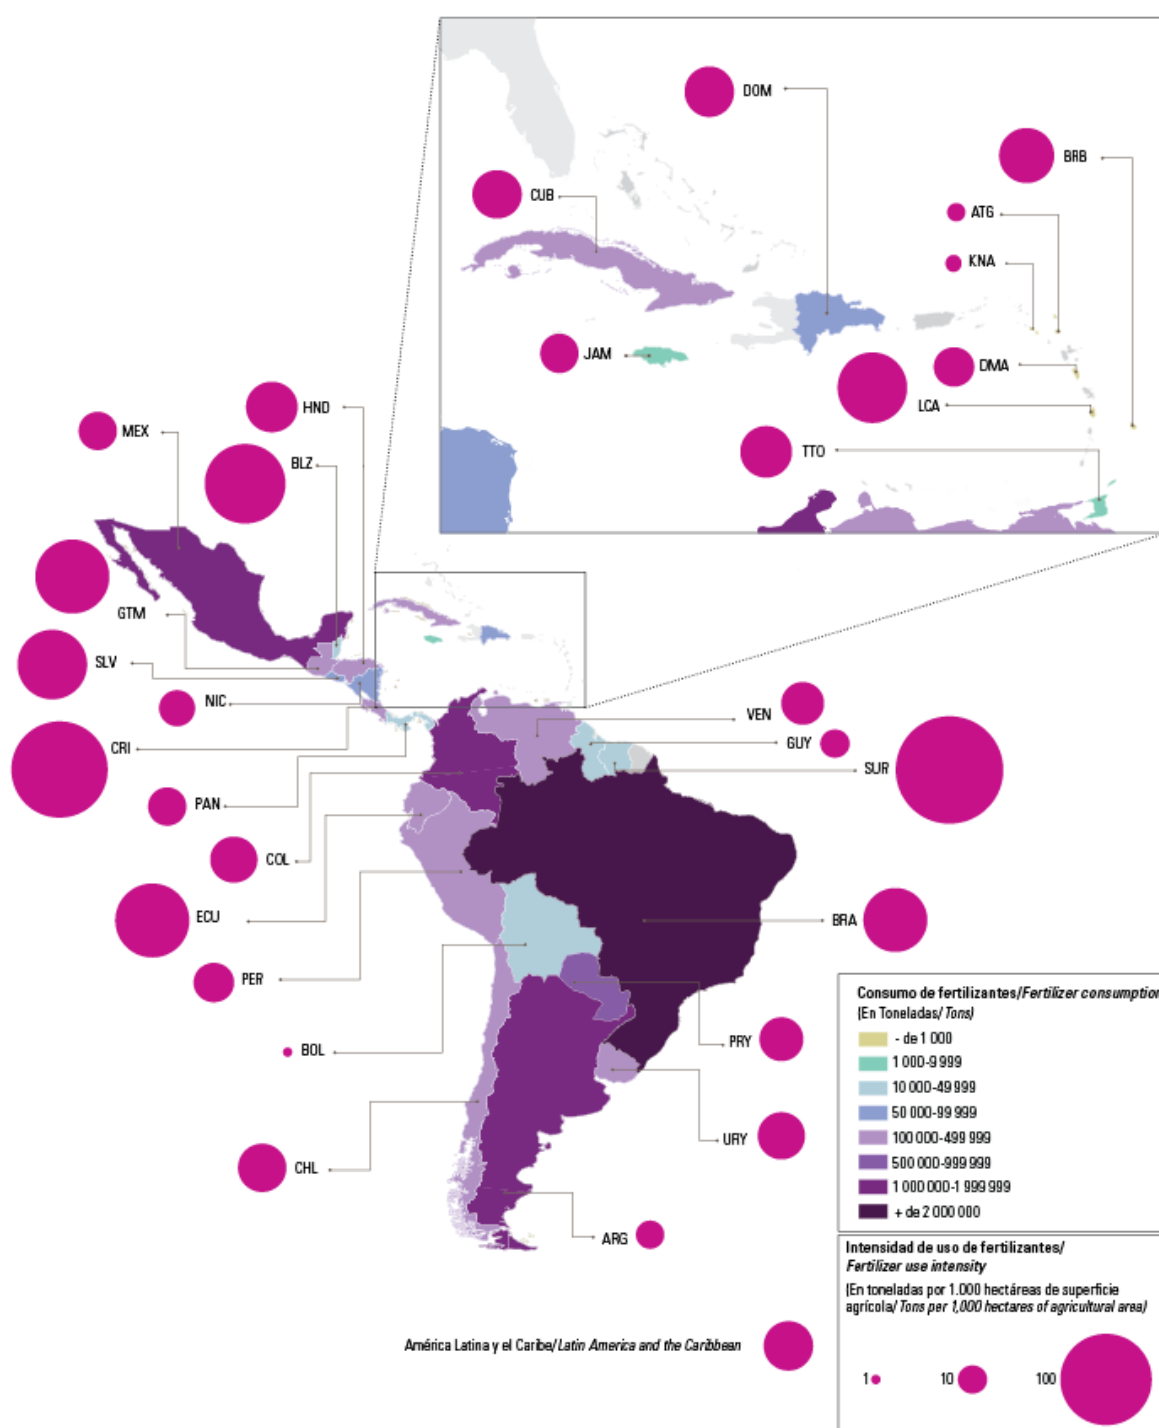 DOM
BRB
CUB
ATG
KNA
JAM
DMA
LCA
TTO
HND
MEX
BLZ
GTM
SLV
NIC
CRI
PAN
COL
ECU
PER
BOL
CHL
VEN
GUY
SUR
BRA
PRY
URY
ARG
Consumo de fertilizantes/Fertilizer consumption
(En Toneladas/ Tons)
- de 1 000
1 000-9 999
10 000-49 999
50 000-99 999
100 000-499 999
500 000-999 999
1 000 000-1 999 999
+ de 2 000 000
Intensidad de uso de fertilizantes/
Fertilizer use intensity
(En toneladas por 1.000 hectáreas de superficie
agrícola/ Tons per 1,000 hectares of agricultural area)
1
10
100
América Latina y el Caribe/Latin America and the Caribbean